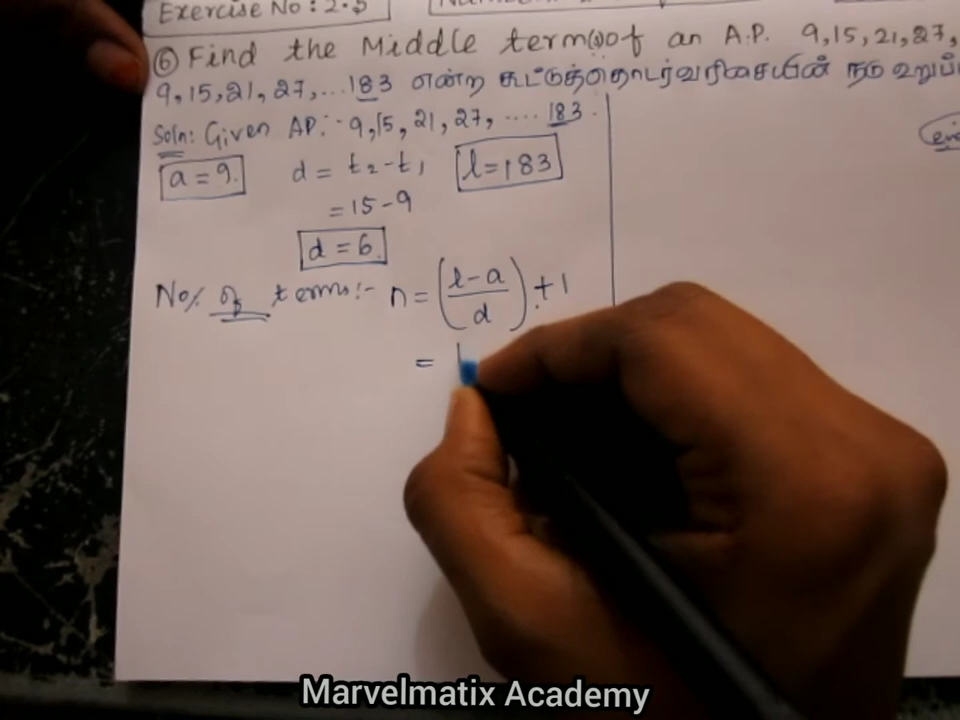 Exercise No: 2.5
⑥ Find the Middle term(s) of an A.P. 9,15,21,27,
9,15,21,27,...183 என்ற கூட்டுத்தொடர்வரிசையின் நடு உறுப்
Soln: Given AP:- 9,15,21,27,....183.
a = 9. d = t₂-t₁ l=183
= 15-9
d = 6.
No/. of terms:- n = (l-a/d)+1
=
Marvelmatix Academy